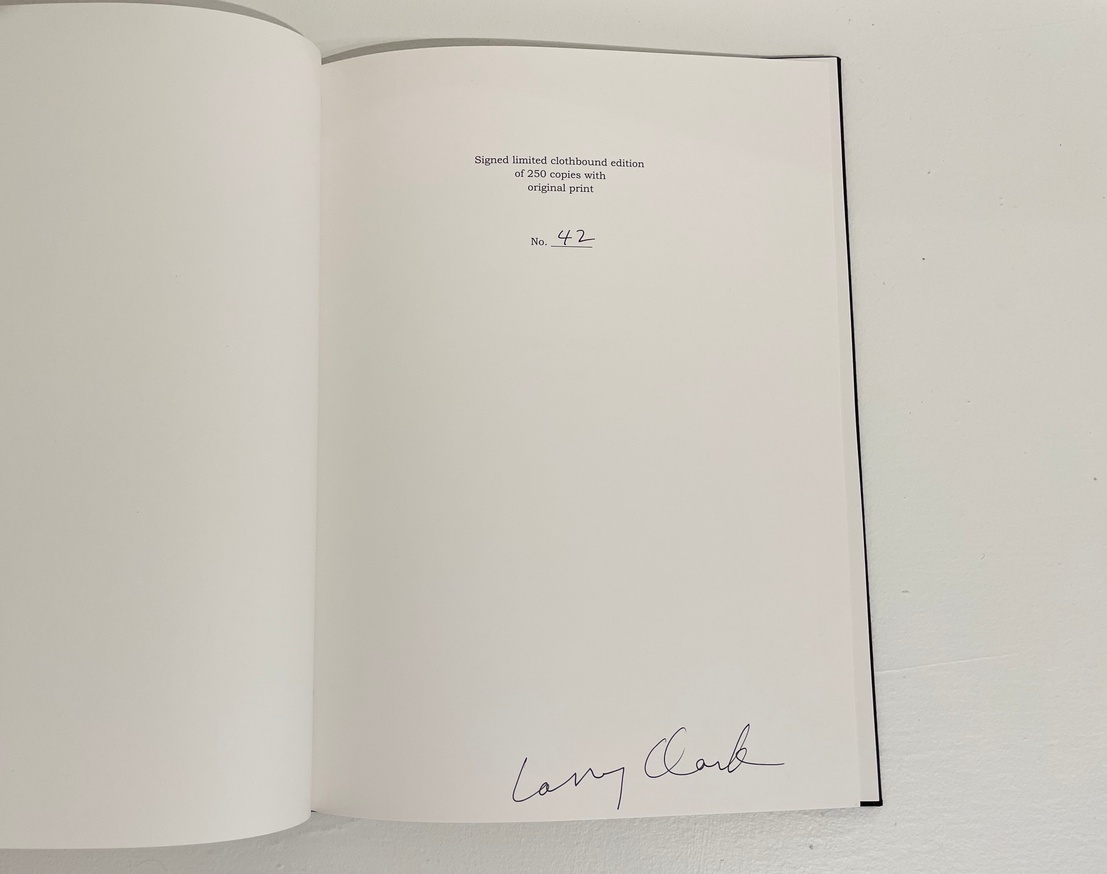 Signed limited clothbound edition
of 250 copies with
original print
No. 42
Larry Clark